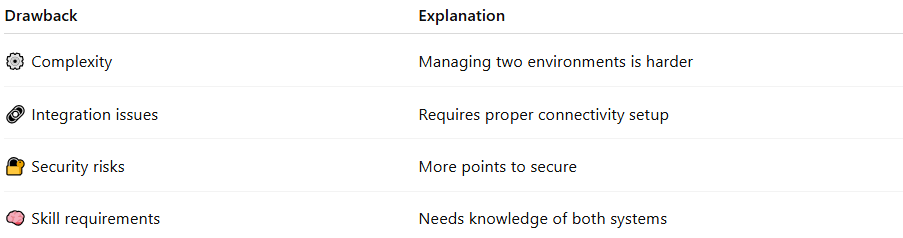 Drawback Explanation
Complexity Managing two environments is harder
Integration issues Requires proper connectivity setup
Security risks More points to secure
Skill requirements Needs knowledge of both systems